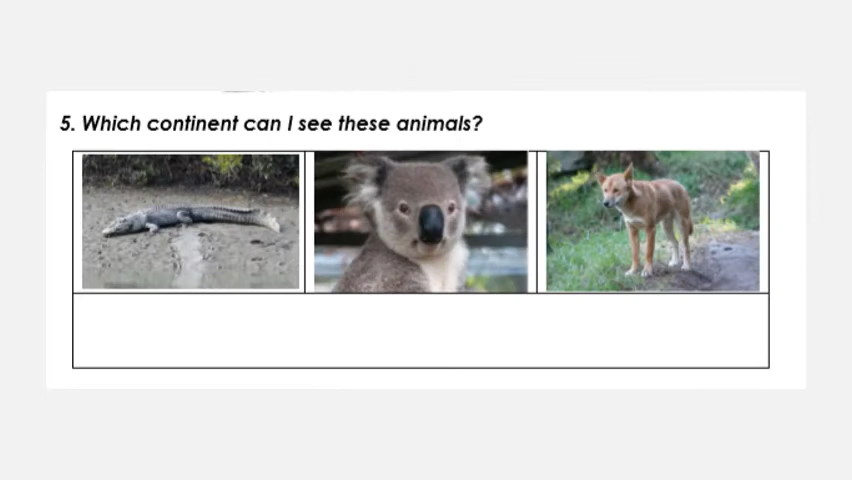 5. Which continent can I see these animals?